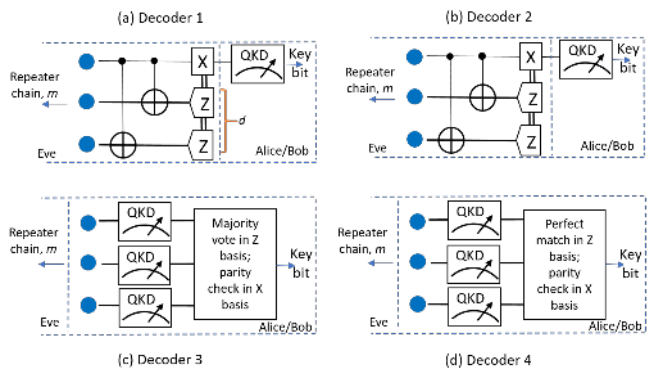 (a) Decoder 1
Repeater
chain, m
Eve
X
Z
Z
d
QKD
Key
bit
Alice/Bob
(b) Decoder 2
Repeater
chain, m
Eve
X
Z
Z
QKD
Key
bit
Alice/Bob
Repeater
chain, m
Eve
QKD
QKD
QKD
Majority
vote in Z
basis;
parity
check in X
basis
Key
bit
Alice/Bob
(c) Decoder 3
Repeater
chain, m
Eve
QKD
QKD
QKD
Perfect
match in Z
basis;
parity
check in X
basis
Key
bit
Alice/Bob
(d) Decoder 4